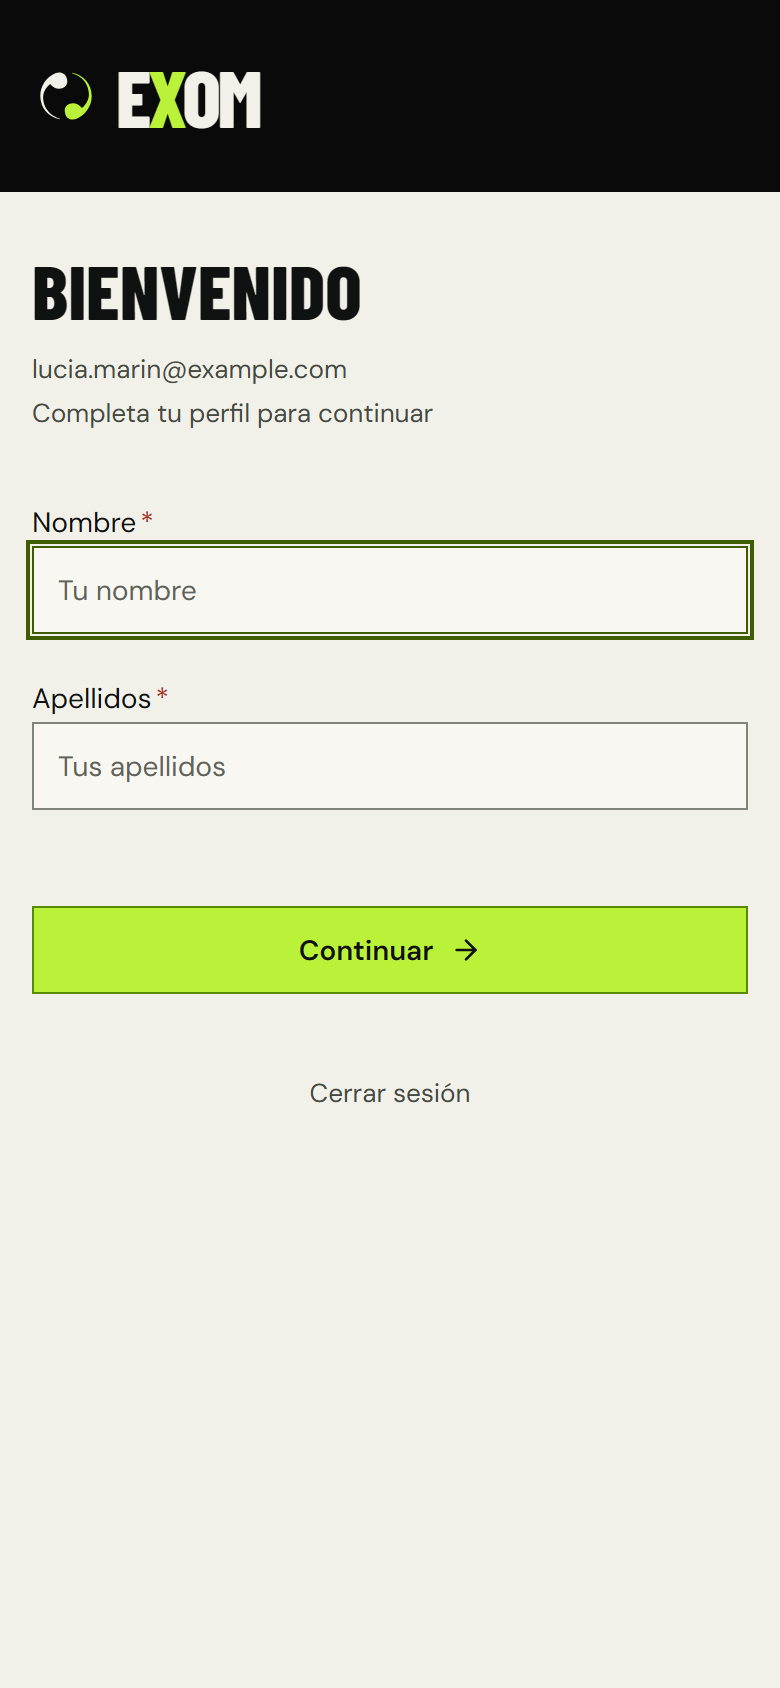 EXOM
BIENVENIDO
lucia.marin@example.com
Completa tu perfil para continuar
Nombre *
Tu nombre
Apellidos *
Tus apellidos
Continuar →
Cerrar sesión